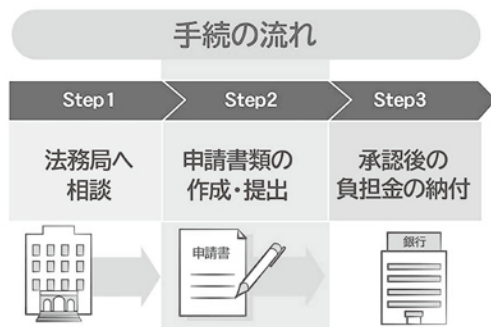 手続の流れ
Step1
Step2
Step3
法務局へ
相談
申請書類の
作成・提出
承認後の
負担金の納付
申請書
銀行